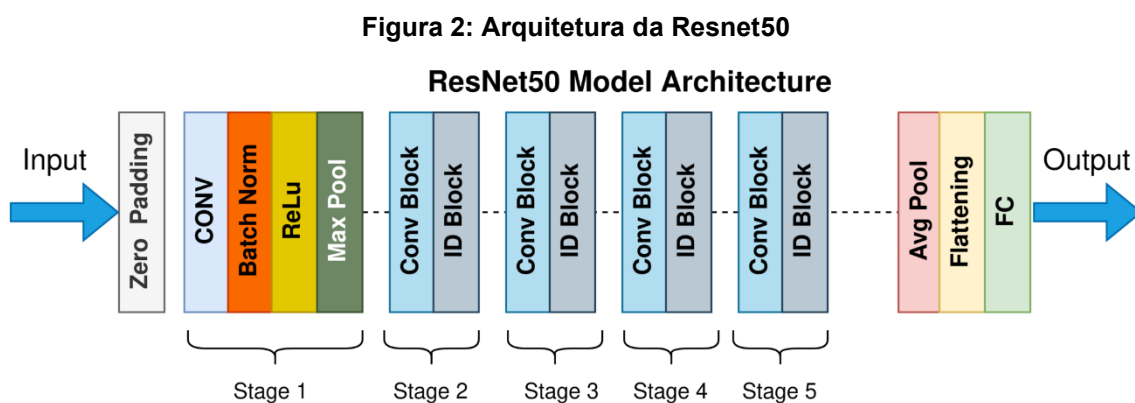 Figura 2: Arquitetura da Resnet50
ResNet50 Model Architecture
Input
Zero Padding
CONV
Batch Norm
ReLu
Max Pool
Conv Block
ID Block
Conv Block
ID Block
Conv Block
ID Block
Conv Block
ID Block
Avg Pool
Flattening
FC
Output
Stage 1
Stage 2
Stage 3
Stage 4
Stage 5